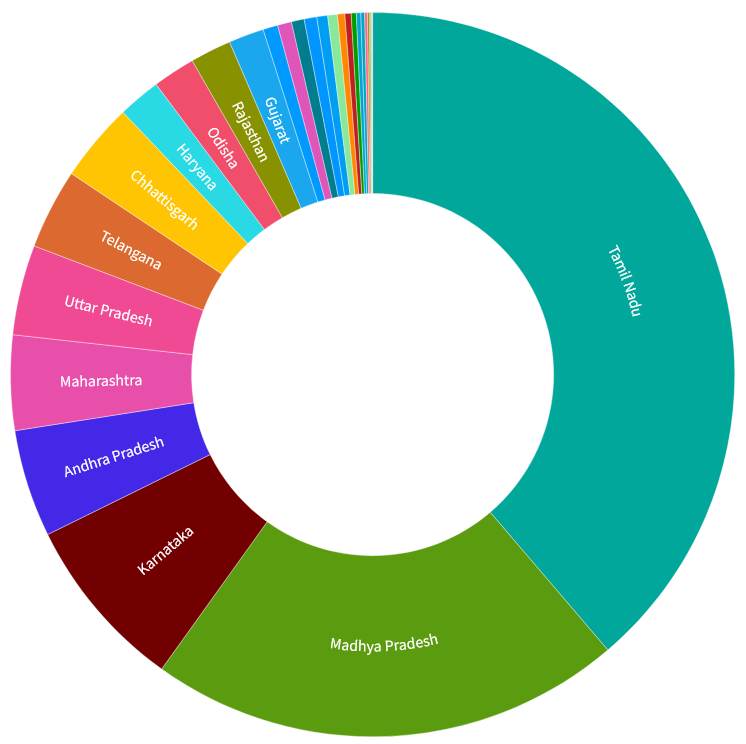 Tamil Nadu
Madhya Pradesh
Karnataka
Andhra Pradesh
Maharashtra
Uttar Pradesh
Telangana
Chhattisgarh
Haryana
Odisha
Rajasthan
Gujarat